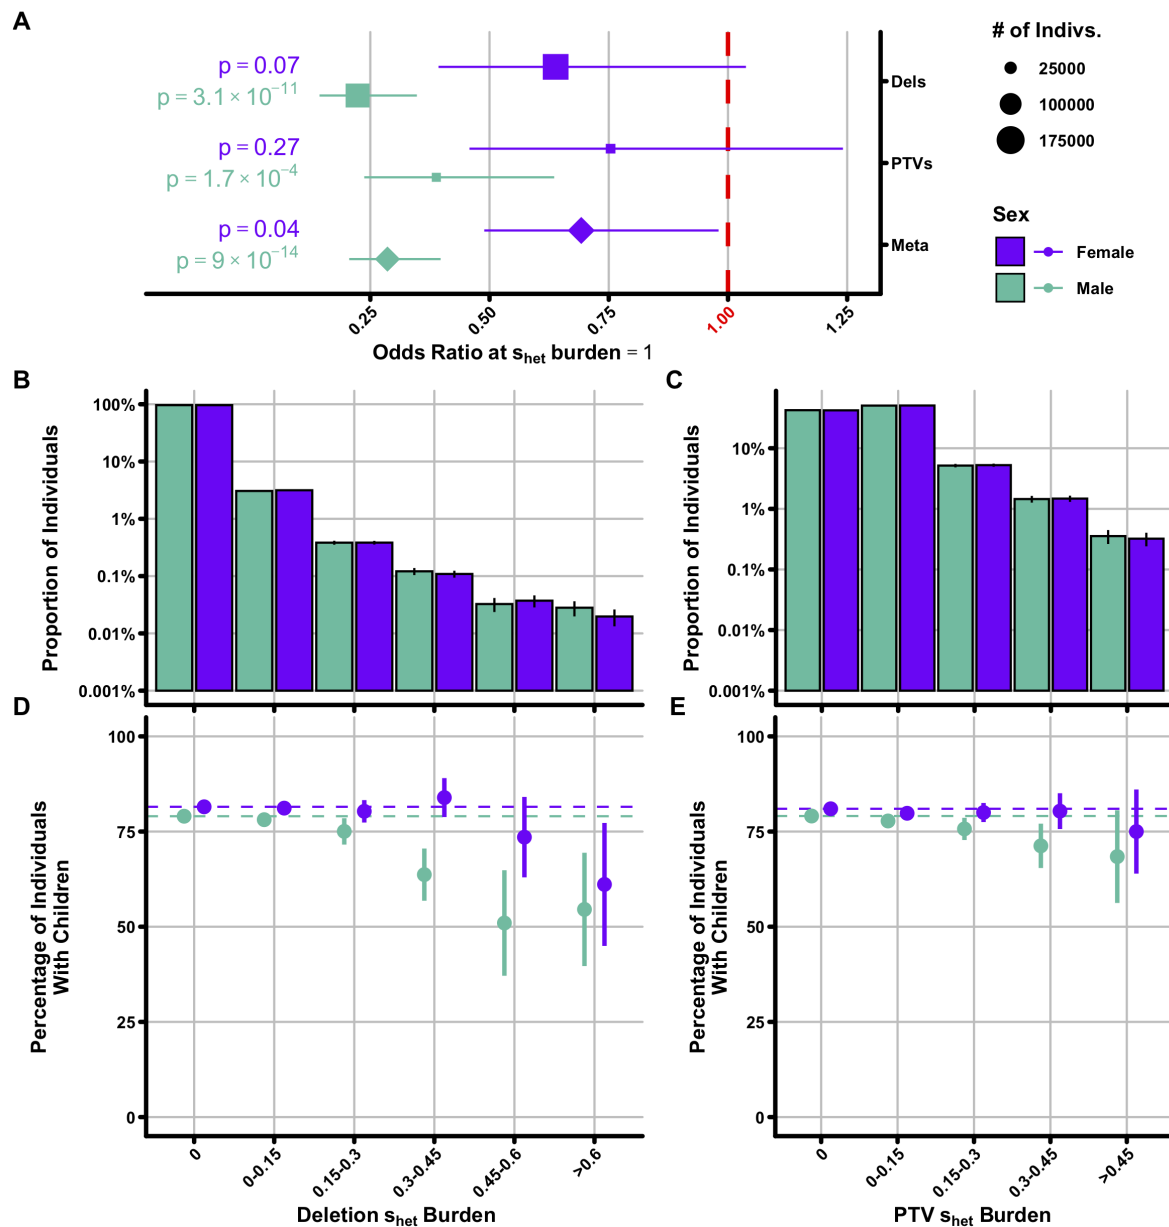 A
p = 0.07
p = 3.1 × 10⁻¹¹
p = 0.27
p = 1.7 × 10⁻⁴
p = 0.04
p = 9 × 10⁻¹⁴
Dels
PTVs
Meta
0.25
0.50
0.75
1.00
1.25
Odds Ratio at s_het burden = 1
# of Indivs.
25000
100000
175000
Sex
Female
Male
B
Proportion of Individuals
100%
10%
1%
0.1%
0.01%
0.001%
C
Proportion of Individuals
10%
1%
0.1%
0.01%
0.001%
D
Percentage of Individuals
With Children
100
75
50
25
0
0
0-0.15
0.15-0.3
0.3-0.45
0.45-0.6
>0.6
Deletion s_het Burden
E
Percentage of Individuals
With Children
100
75
50
25
0
0
0-0.15
0.15-0.3
0.3-0.45
>0.45
PTV s_het Burden